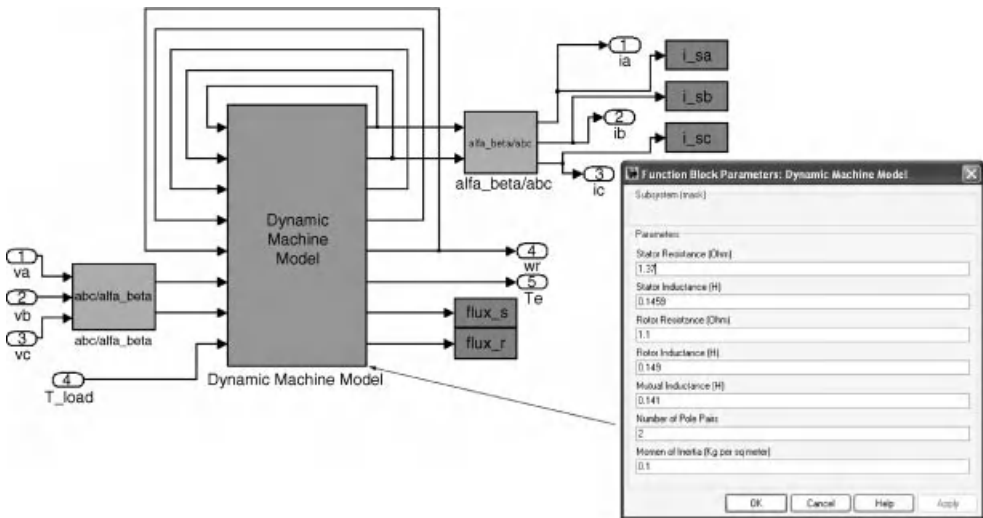 1
ia
i_sa
i_sb
2
ib
i_sc
3
ic
alfa_beta/abc
alfa_beta/abc
Dynamic
Machine
Model
4
wr
5
Te
flux_s
flux_r
1
va
2
vb
3
vc
abc/alfa_beta
abc/alfa_beta
4
T_load
Dynamic Machine Model
Function Block Parameters: Dynamic Machine Model
Subsystem (mask)
Parameters
Stator Resistance (Ohm)
1.37
Stator Inductance (H)
0.1459
Rotor Resistance (Ohm)
1.1
Rotor Inductance (H)
0.149
Mutual Inductance (H)
0.141
Number of Pole Pairs
2
Momen of Inertia (Kg per sq meter)
0.1
OK
Cancel
Help
Apply